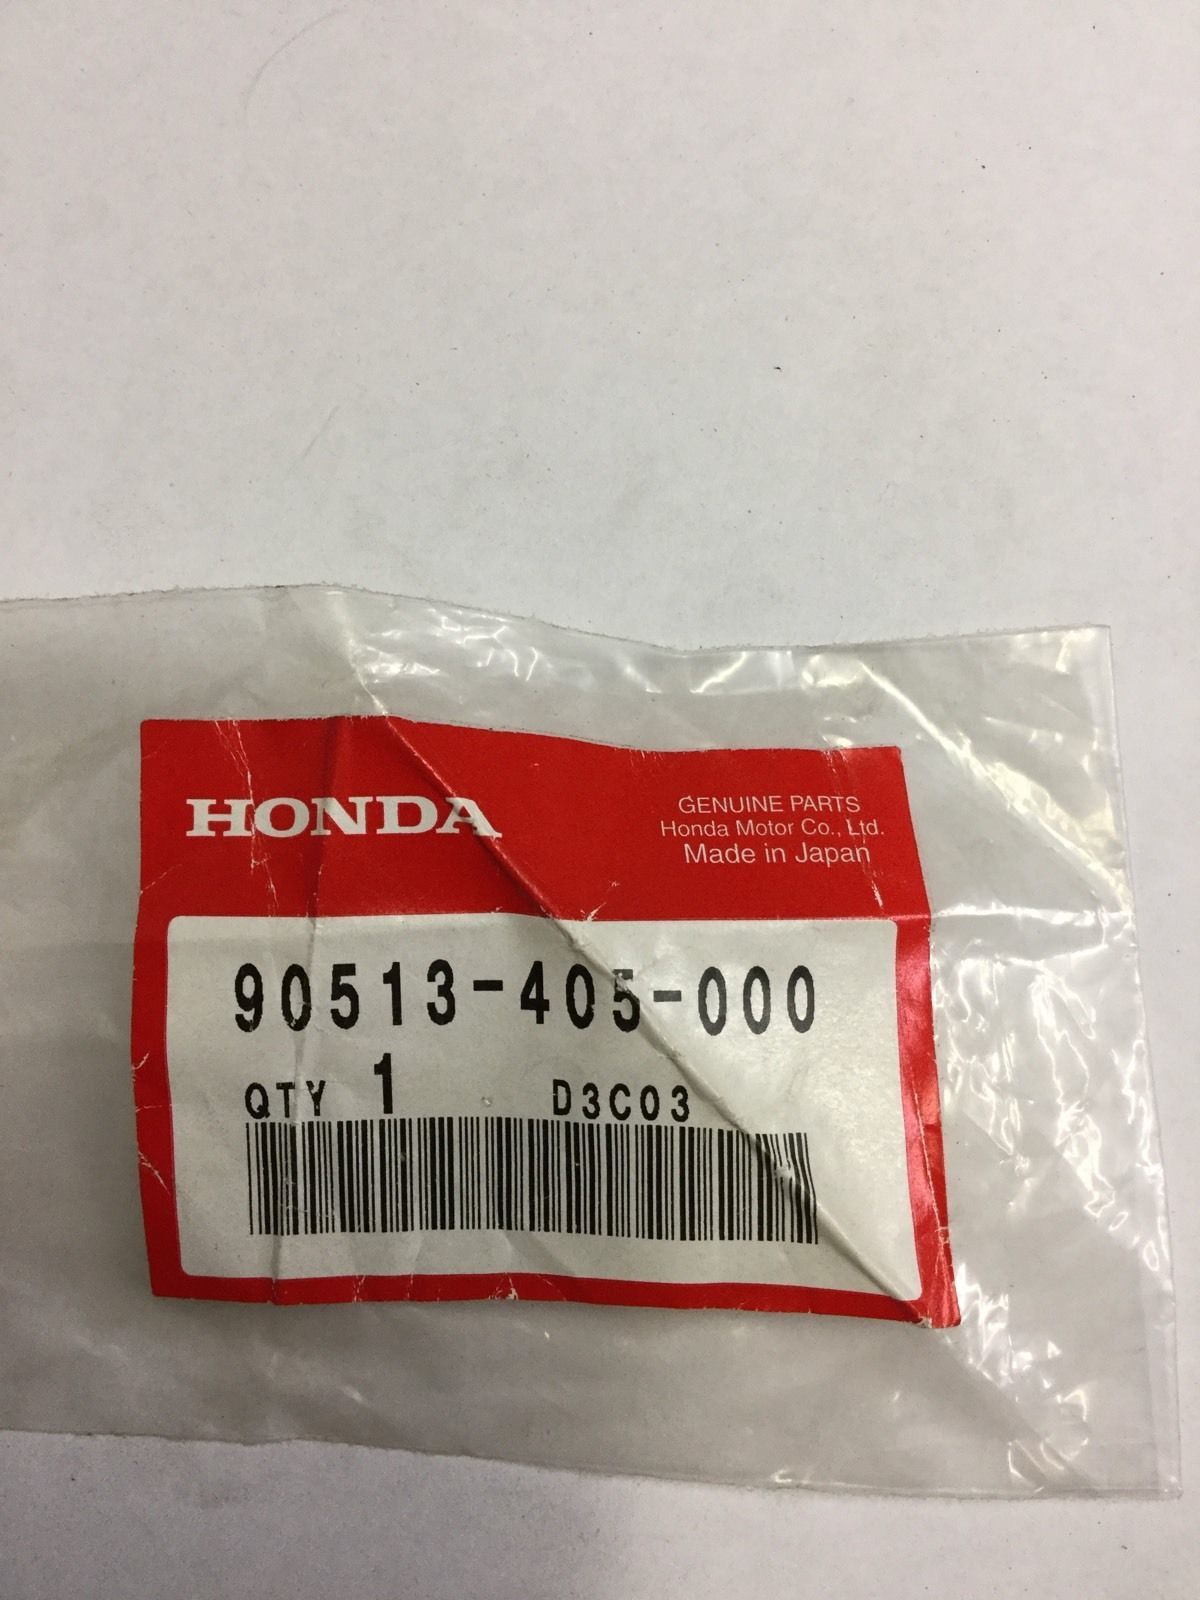 HONDA
GENUINE PARTS
Honda Motor Co., Ltd.
Made in Japan
90513-405-000
QTY 1 D3C03